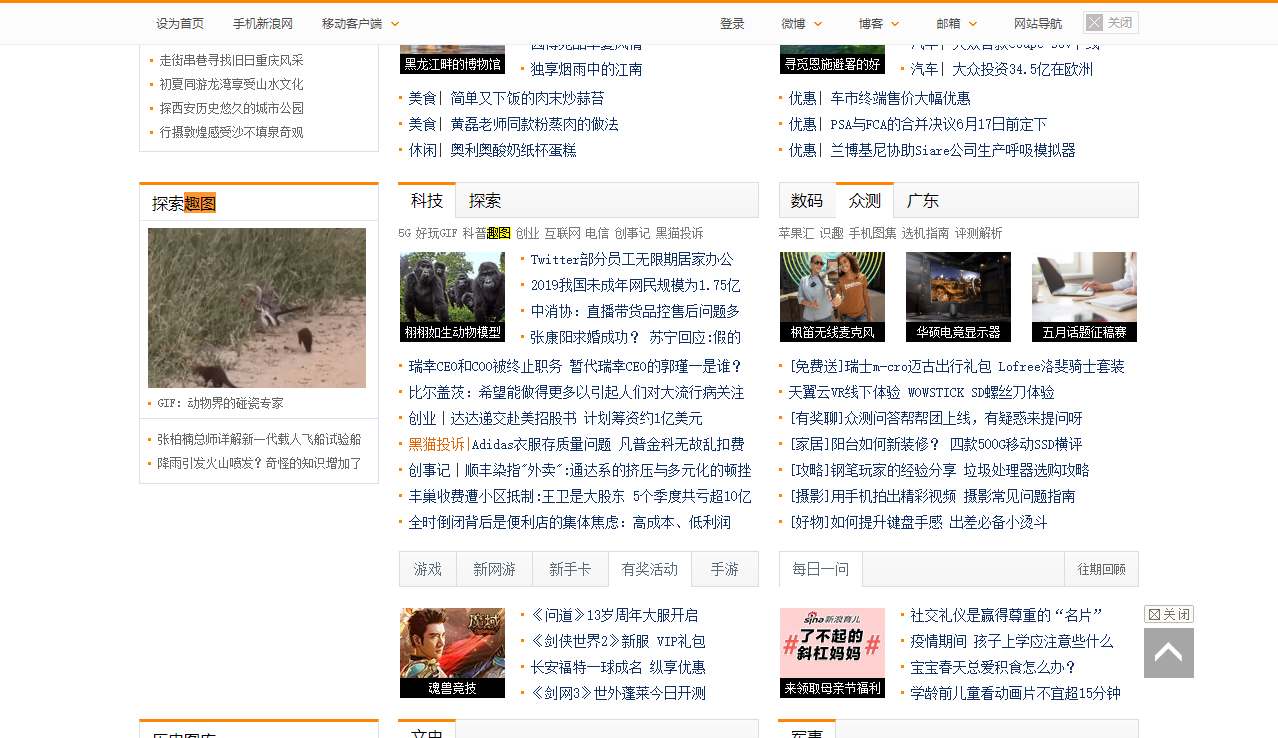 设为首页 手机新浪网 移动客户端 登录 微博 博客 邮箱 网站导航 关闭
走街串巷寻找旧日重庆风采
初夏同游龙湾享受山水文化
探西安历史悠久的城市公园
行摄敦煌感受沙不填泉奇观
探索趣图
GIF：动物界的碰瓷专家
张柏楠总师详解新一代载人飞船试验船
降雨引发火山喷发？奇怪的知识增加了
黑龙江畔的博物馆
独享烟雨中的江南
美食| 简单又下饭的肉末炒蒜苔
美食| 黄磊老师同款粉蒸肉的做法
休闲| 奥利奥酸奶纸杯蛋糕
科技 探索
5G 好玩GIF 科普趣图 创业 互联网 电信 创事记 黑猫投诉
栩栩如生动物模型
Twitter部分员工无限期居家办公
2019我国未成年网民规模为1.75亿
中消协：直播带货品控售后问题多
张康阳求婚成功？ 苏宁回应:假的
瑞幸CEO和COO被终止职务 暂代瑞幸CEO的郭瑾一是谁？
比尔盖茨：希望能做得更多以引起人们对大流行病关注
创业|达达递交赴美招股书 计划筹资约1亿美元
黑猫投诉|Adidas衣服存质量问题 凡普金科无故乱扣费
创事记|顺丰染指"外卖":通达系的挤压与多元化的顿挫
丰巢收费遭小区抵制:王卫是大股东 5个季度共亏超10亿
全时倒闭背后是便利店的集体焦虑：高成本、低利润
游戏 新网游 新手卡 有奖活动 手游
魔域
魂兽竞技
《问道》13岁周年大服开启
《剑侠世界2》新服 VIP礼包
长安福特一球成名 纵享优惠
《剑网3》世外蓬莱今日开测
寻觅恩施避署的好
汽车| 大众投资34.5亿在欧洲
优惠| 车市终端售价大幅优惠
优惠| PSA与FCA的合并决议6月17日前定下
优惠| 兰博基尼协助Siare公司生产呼吸模拟器
数码 众测 广东
苹果汇 识趣 手机图集 选机指南 评测解析
枫笛无线麦克风
华硕电竞显示器
五月话题征稿赛
[免费送]瑞士m-cro迈古出行礼包 Lofree洛斐骑士套装
天翼云VR线下体验 WOWSTICK SD螺丝刀体验
[有奖聊]众测问答帮帮团上线，有疑惑来提问呀
[家居]阳台如何新装修？ 四款500G移动SSD横评
[攻略]钢笔玩家的经验分享 垃圾处理器选购攻略
[摄影]用手机拍出精彩视频 摄影常见问题指南
[好物]如何提升键盘手感 出差必备小烫斗
每日一问 往期回顾
sina新浪育儿
#了不起的斜杠妈妈#
来领取母亲节福利
社交礼仪是赢得尊重的“名片”
疫情期间 孩子上学应注意些什么
宝宝春天总爱积食怎么办？
学龄前儿童看动画片不宜超15分钟
关闭